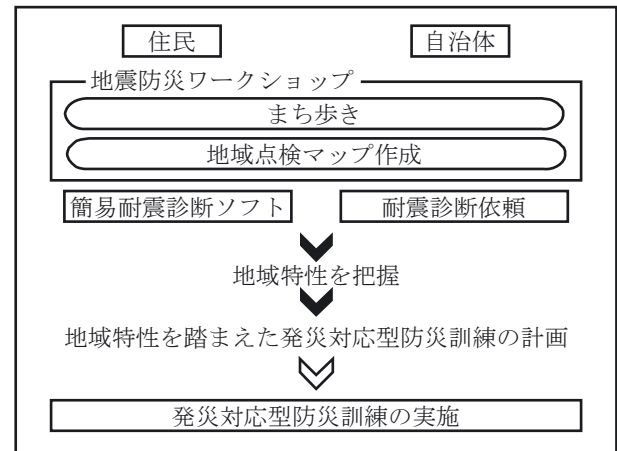 住民 自治体
地震防災ワークショップ
まち歩き
地域点検マップ作成
簡易耐震診断ソフト 耐震診断依頼
地域特性を把握
地域特性を踏まえた発災対応型防災訓練の計画
発災対応型防災訓練の実施